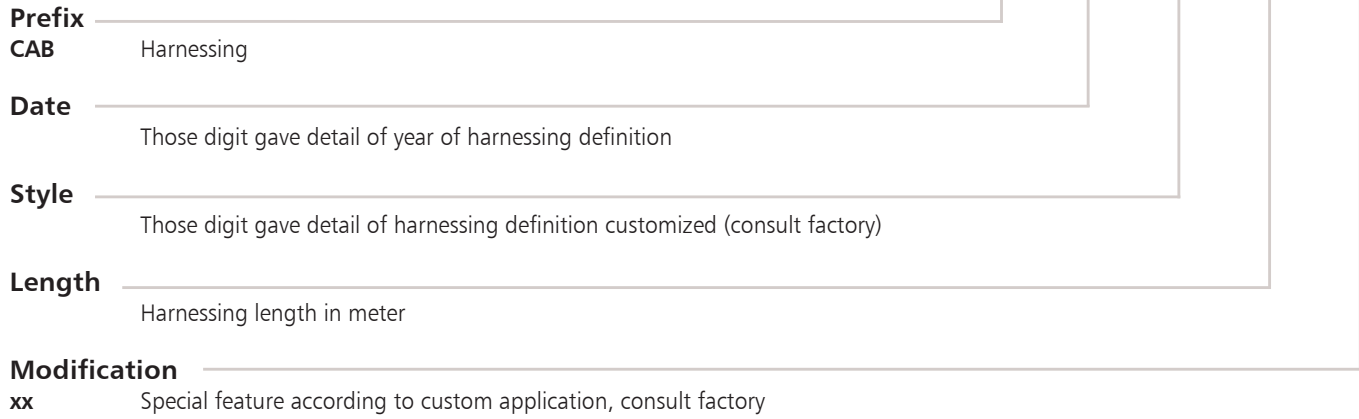 Prefix
CAB Harnessing
Date
Those digit gave detail of year of harnessing definition
Style
Those digit gave detail of harnessing definition customized (consult factory)
Length
Harnessing length in meter
Modification
xx Special feature according to custom application, consult factory